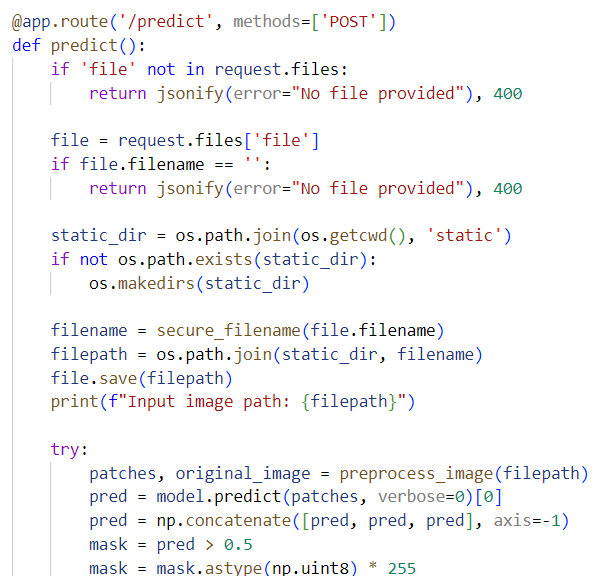 @app.route('/predict', methods=['POST'])
def predict():
    if 'file' not in request.files:
        return jsonify(error="No file provided"), 400

    file = request.files['file']
    if file.filename == '':
        return jsonify(error="No file provided"), 400

    static_dir = os.path.join(os.getcwd(), 'static')
    if not os.path.exists(static_dir):
        os.makedirs(static_dir)

    filename = secure_filename(file.filename)
    filepath = os.path.join(static_dir, filename)
    file.save(filepath)
    print(f"Input image path: {filepath}")

    try:
        patches, original_image = preprocess_image(filepath)
        pred = model.predict(patches, verbose=0)[0]
        pred = np.concatenate([pred, pred, pred], axis=-1)
        mask = pred > 0.5
        mask = mask.astype(np.uint8) * 255